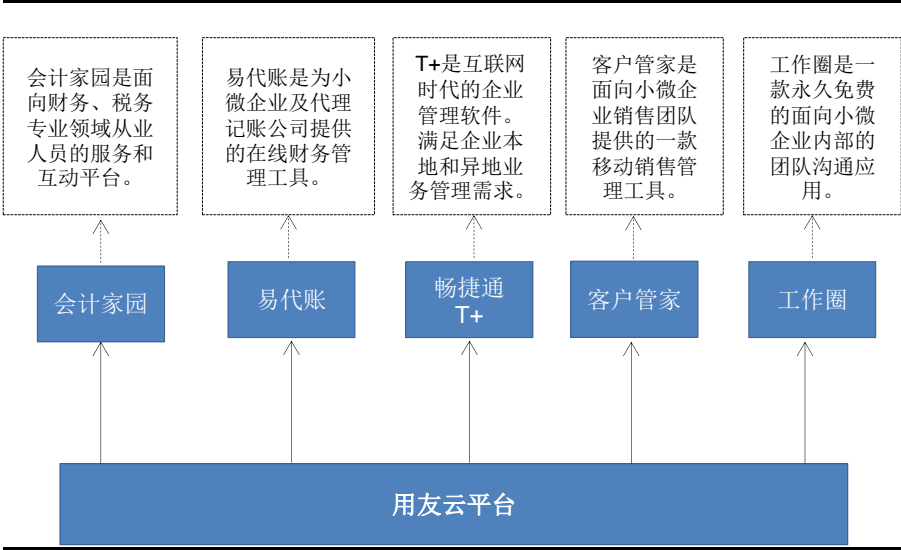 会计家园是面
向财务、税务
专业领域从业
人员的服务和
互动平台。
易代账是为小
微企业及代理
记账公司提供
的在线财务管
理工具。
T+是互联网
时代的企业
管理软件。
满足企业本
地和异地业
务管理需求。
客户管家是
面向小微企
业销售团队
提供的一款
移动销售管
理工具。
工作圈是一
款永久免费
的面向小微
企业内部的
团队沟通应
用。
会计家园
易代账
畅捷通
T+
客户管家
工作圈
用友云平台